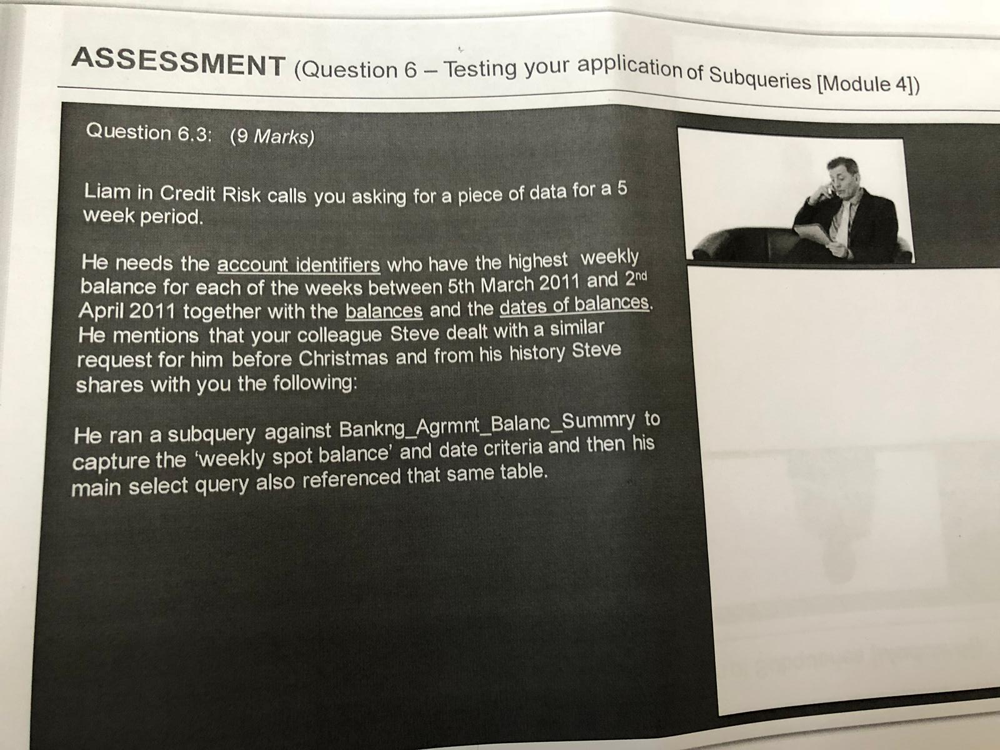 ASSESSMENT (Question 6 – Testing your application of Subqueries [Module 4])
Question 6.3: (9 Marks)
Liam in Credit Risk calls you asking for a piece of data for a 5
week period.
He needs the account identifiers who have the highest weekly
balance for each of the weeks between 5th March 2011 and 2nd
April 2011 together with the balances and the dates of balances.
He mentions that your colleague Steve dealt with a similar
request for him before Christmas and from his history Steve
shares with you the following:
He ran a subquery against Bankng_Agrmnt_Balanc_Summry to
capture the ‘weekly spot balance’ and date criteria and then his
main select query also referenced that same table.